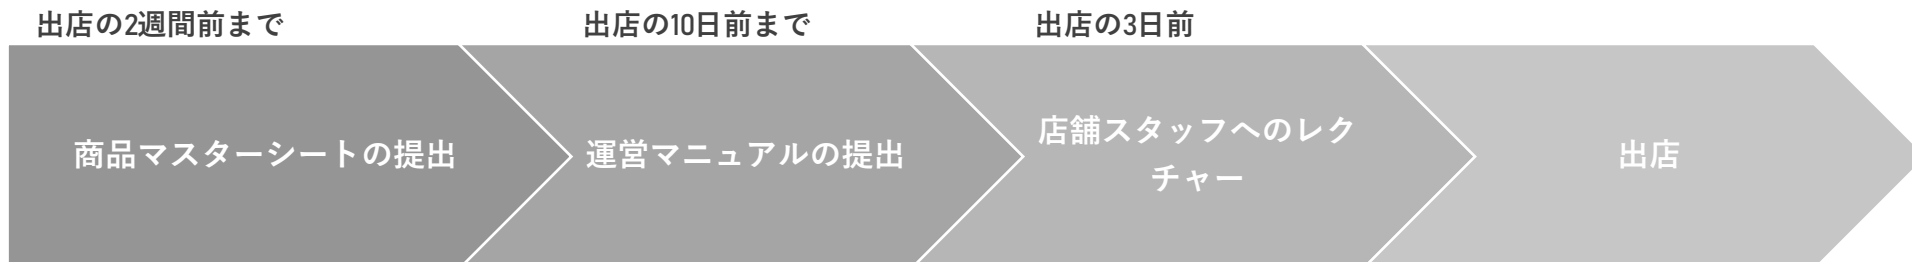 出店の2週間前まで
出店の10日前まで
出店の3日前
商品マスターシートの提出
運営マニュアルの提出
店舗スタッフへのレク
チャー
出店